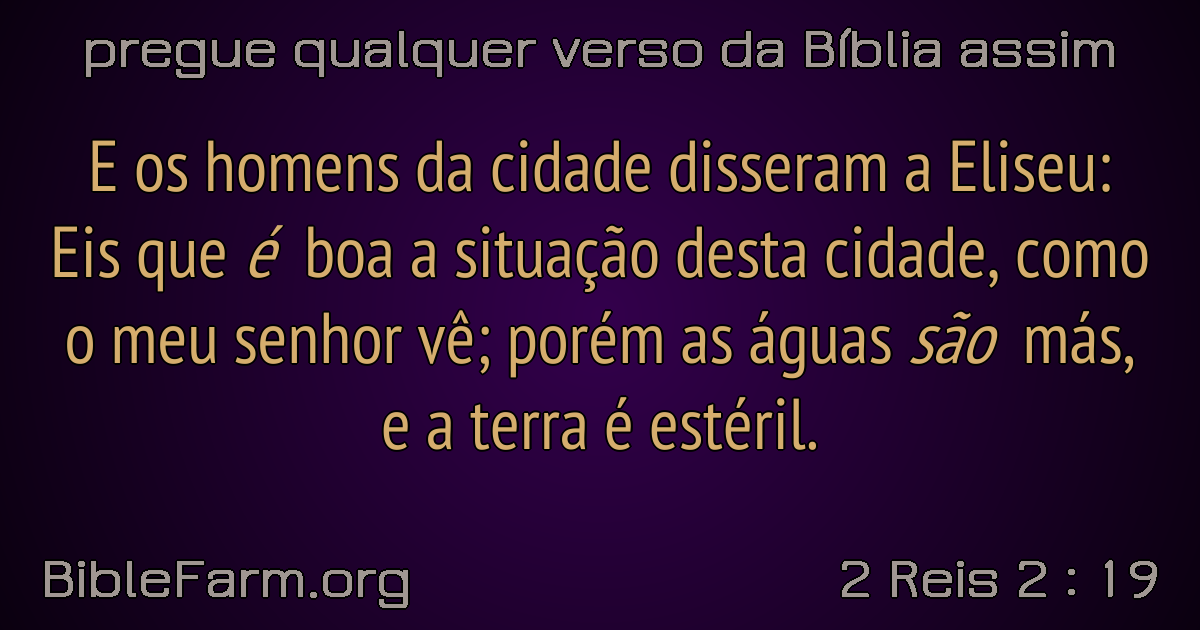 pregue qualquer verso da Bíblia assim
E os homens da cidade disseram a Eliseu:
Eis que é boa a situação desta cidade, como
o meu senhor vê; porém as águas são más,
e a terra é estéril.
BibleFarm.org
2 Reis 2 : 19